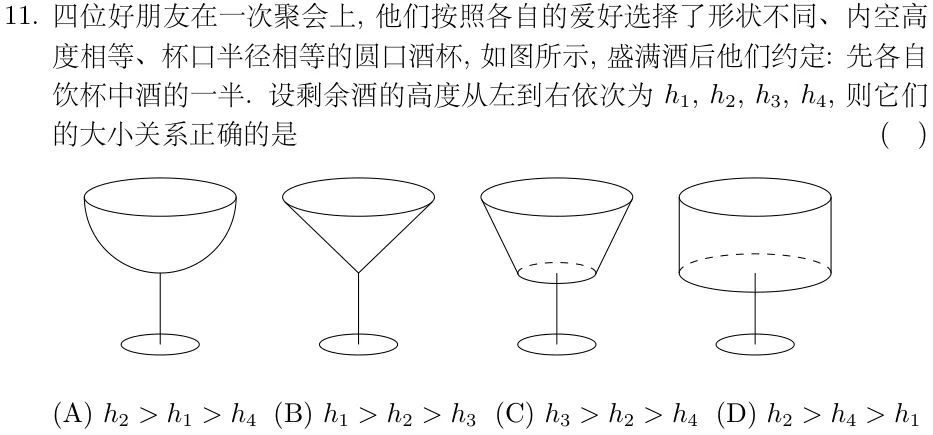 11. 四位好朋友在一次聚会上, 他们按照各自的爱好选择了形状不同、内空高
度相等、杯口半径相等的圆口酒杯, 如图所示, 盛满酒后他们约定: 先各自
饮杯中酒的一半. 设剩余酒的高度从左到右依次为 h₁, h₂, h₃, h₄, 则它们
的大小关系正确的是 ( )
(A) h₂ > h₁ > h₄ (B) h₁ > h₂ > h₃ (C) h₃ > h₂ > h₄ (D) h₂ > h₄ > h₁